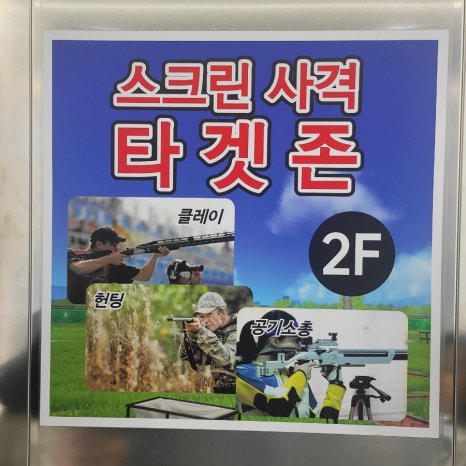 스크린 사격
타겟존
클레이
2F
헌팅
공기소총